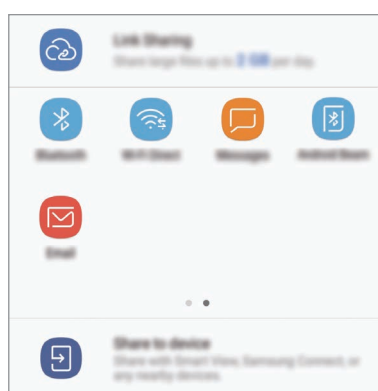 Link Sharing
Share large files up to 2 GB per day.
Bluetooth
Wi-Fi Direct
Messages
Android Beam
Email
Share to device
Share with Smart View, Samsung Connect, or
any nearby devices.